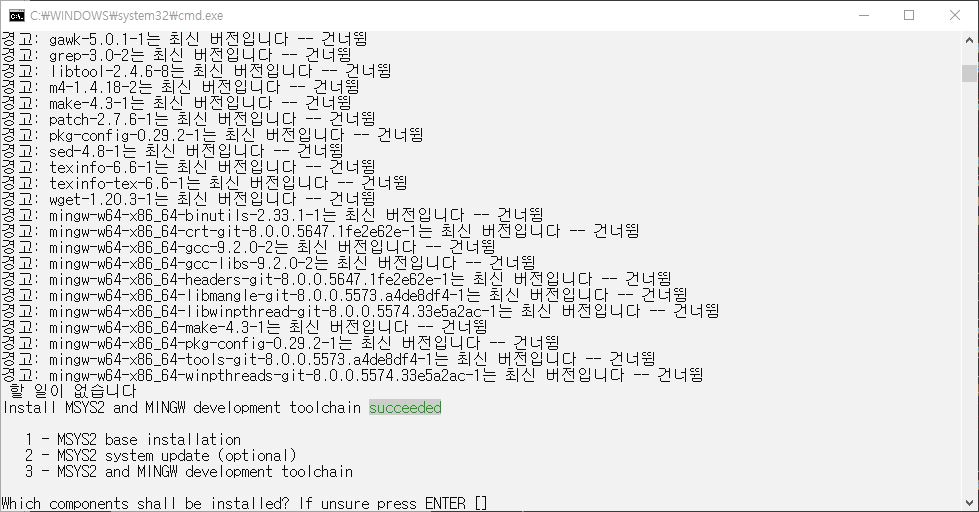 C:₩WINDOWS₩system32₩cmd.exe
경고: gawk-5.0.1-1는 최신 버전입니다 -- 건너뜀
경고: grep-3.0-2는 최신 버전입니다 -- 건너뜀
경고: libtool-2.4.6-8는 최신 버전입니다 -- 건너뜀
경고: m4-1.4.18-2는 최신 버전입니다 -- 건너뜀
경고: make-4.3-1는 최신 버전입니다 -- 건너뜀
경고: patch-2.7.6-1는 최신 버전입니다 -- 건너뜀
경고: pkg-config-0.29.2-1는 최신 버전입니다 -- 건너뜀
경고: sed-4.8-1는 최신 버전입니다 -- 건너뜀
경고: texinfo-6.6-1는 최신 버전입니다 -- 건너뜀
경고: texinfo-tex-6.6-1는 최신 버전입니다 -- 건너뜀
경고: wget-1.20.3-1는 최신 버전입니다 -- 건너뜀
경고: mingw-w64-x86_64-binutils-2.33.1-1는 최신 버전입니다 -- 건너뜀
경고: mingw-w64-x86_64-crt-git-8.0.0.5647.1fe2e62e-1는 최신 버전입니다 -- 건너뜀
경고: mingw-w64-x86_64-gcc-9.2.0-2는 최신 버전입니다 -- 건너뜀
경고: mingw-w64-x86_64-gcc-libs-9.2.0-2는 최신 버전입니다 -- 건너뜀
경고: mingw-w64-x86_64-headers-git-8.0.0.5647.1fe2e62e-1는 최신 버전입니다 -- 건너뜀
경고: mingw-w64-x86_64-libmangle-git-8.0.0.5573.a4de8df4-1는 최신 버전입니다 -- 건너뜀
경고: mingw-w64-x86_64-libwinpthread-git-8.0.0.5574.33e5a2ac-1는 최신 버전입니다 -- 건너뜀
경고: mingw-w64-x86_64-make-4.3-1는 최신 버전입니다 -- 건너뜀
경고: mingw-w64-x86_64-pkg-config-0.29.2-1는 최신 버전입니다 -- 건너뜀
경고: mingw-w64-x86_64-tools-git-8.0.0.5573.a4de8df4-1는 최신 버전입니다 -- 건너뜀
경고: mingw-w64-x86_64-winpthreads-git-8.0.0.5574.33e5a2ac-1는 최신 버전입니다 -- 건너뜀
할 일이 없습니다
Install MSYS2 and MINGW development toolchain succeeded
1 - MSYS2 base installation
2 - MSYS2 system update (optional)
3 - MSYS2 and MINGW development toolchain
Which components shall be installed? If unsure press ENTER []